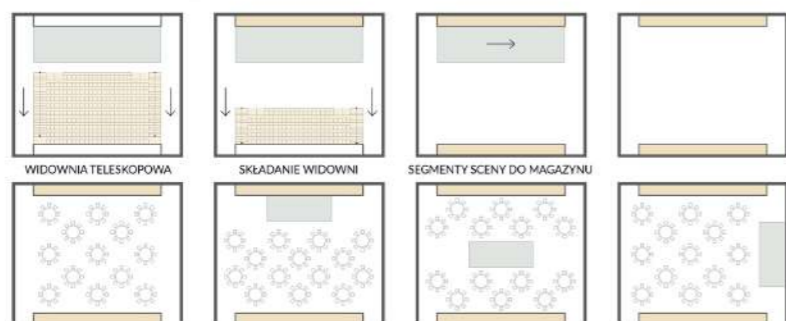 WIDOWNIA TELESKOPOWA
SKŁADANIE WIDOWNI
SEGMENTY SCENY DO MAGAZYNU